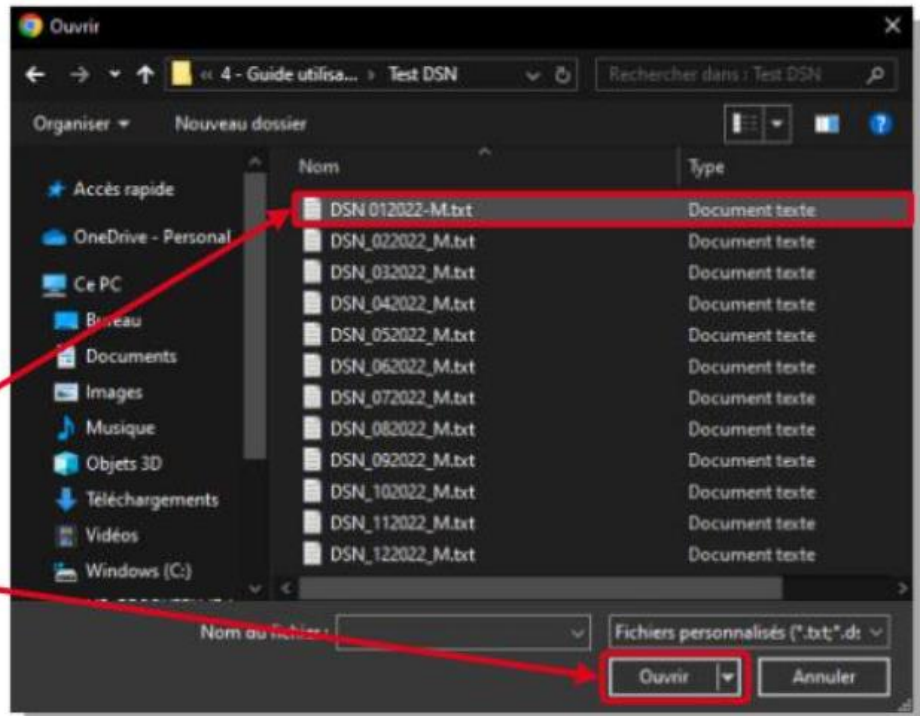 Ouvrir
« 4 - Guide utilisa... › Test DSN
Rechercher dans : Test DSN
Organiser
Nouveau dossier
Nom
Type
Accès rapide
OneDrive - Personal
Ce PC
Bureau
Documents
Images
Musique
Objets 3D
Téléchargements
Vidéos
Windows (C:)
DSN 012022-M.txt Document texte
DSN_022022_M.txt Document texte
DSN_032022_M.txt Document texte
DSN_042022_M.txt Document texte
DSN_052022_M.txt Document texte
DSN_062022_M.txt Document texte
DSN_072022_M.txt Document texte
DSN_082022_M.txt Document texte
DSN_092022_M.txt Document texte
DSN_102022_M.txt Document texte
DSN_112022_M.txt Document texte
DSN_122022_M.txt Document texte
Nom du fichier :
Fichiers personnalisés (*.txt;*.ds
Ouvrir
Annuler